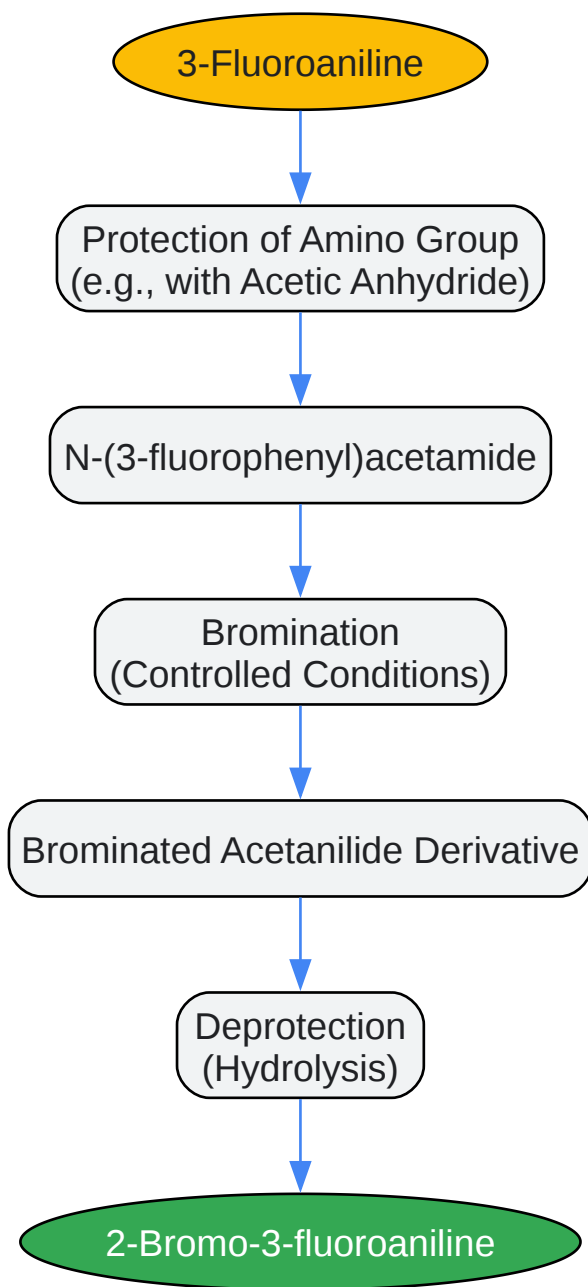 3-Fluoroaniline
Protection of Amino Group
(e.g., with Acetic Anhydride)
N-(3-fluorophenyl)acetamide
Bromination
(Controlled Conditions)
Brominated Acetanilide Derivative
Deprotection
(Hydrolysis)
2-Bromo-3-fluoroaniline